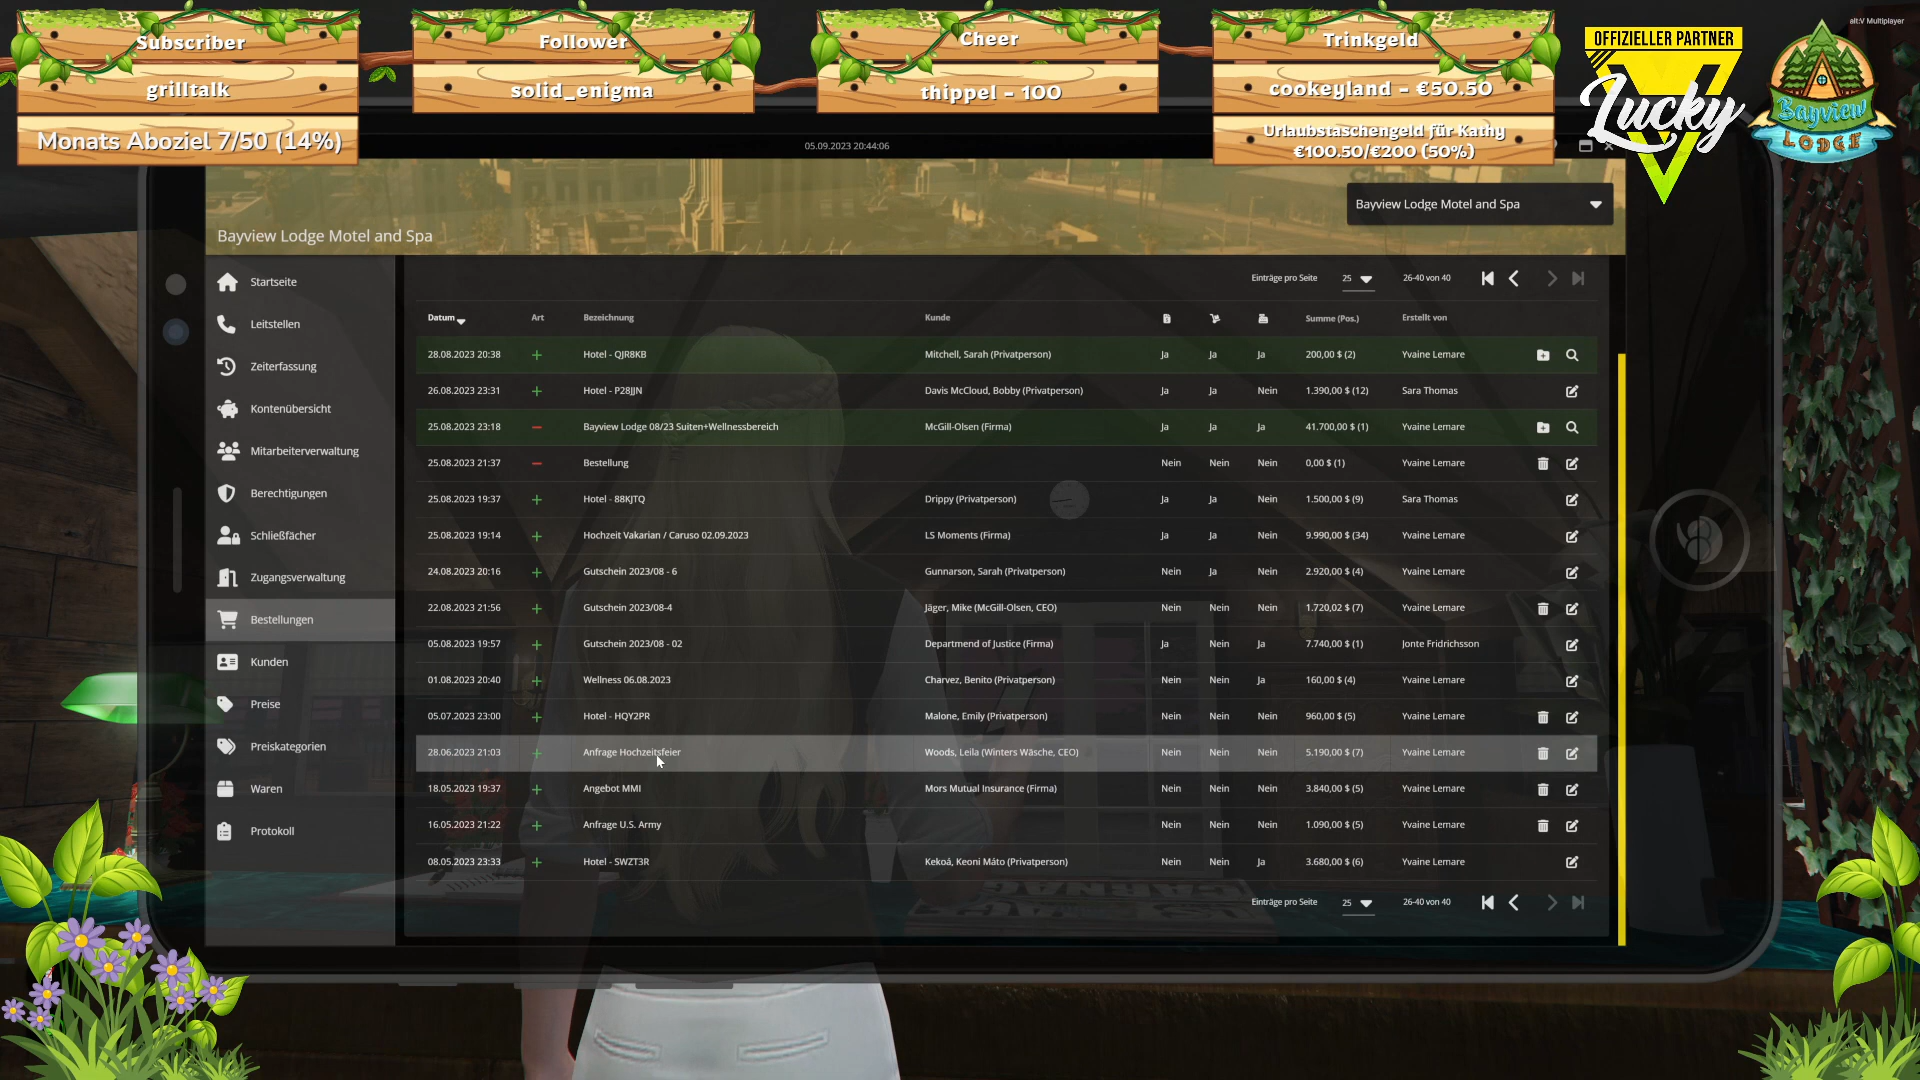 Subscriber
grilltalk
Monats Aboziel 7/50 (14%)
Follower
solid_enigma
Cheer
thippel - 100
Trinkgeld
cookeyland - €50.50
Urlaubstaschengeld für Kathy
€100.50/€200 (50%)
OFFIZIELLER PARTNER
Lucky V
Bayview
LODGE
alt:V Multiplayer
05.09.2023 20:44:06
Bayview Lodge Motel and Spa
Bayview Lodge Motel and Spa
Startseite
Leitstellen
Zeiterfassung
Kontenübersicht
Mitarbeiterverwaltung
Berechtigungen
Schließfächer
Zugangsverwaltung
Bestellungen
Kunden
Preise
Preiskategorien
Waren
Protokoll
Einträge pro Seite 25 26-40 von 40
Datum Art Bezeichnung Kunde Summe (Pos.) Erstellt von
28.08.2023 20:38 + Hotel - QJR8KB Mitchell, Sarah (Privatperson) Ja Ja Ja 200,00 $ (2) Yvaine Lemare
26.08.2023 23:31 + Hotel - P28JJN Davis McCloud, Bobby (Privatperson) Ja Ja Nein 1.390,00 $ (12) Sara Thomas
25.08.2023 23:18 − Bayview Lodge 08/23 Suiten+Wellnessbereich McGill-Olsen (Firma) Ja Ja Ja 41.700,00 $ (1) Yvaine Lemare
25.08.2023 21:37 − Bestellung Nein Nein Nein 0,00 $ (1) Yvaine Lemare
25.08.2023 19:37 + Hotel - 88KJTQ Drippy (Privatperson) Ja Ja Nein 1.500,00 $ (9) Sara Thomas
25.08.2023 19:14 + Hochzeit Vakarian / Caruso 02.09.2023 LS Moments (Firma) Ja Ja Nein 9.990,00 $ (34) Yvaine Lemare
24.08.2023 20:16 + Gutschein 2023/08 - 6 Gunnarson, Sarah (Privatperson) Nein Ja Nein 2.920,00 $ (4) Yvaine Lemare
22.08.2023 21:56 + Gutschein 2023/08-4 Jäger, Mike (McGill-Olsen, CEO) Nein Nein Nein 1.720,02 $ (7) Yvaine Lemare
05.08.2023 19:57 + Gutschein 2023/08 - 02 Departmend of Justice (Firma) Ja Nein Ja 7.740,00 $ (1) Jonte Fridrichsson
01.08.2023 20:40 + Wellness 06.08.2023 Charvez, Benito (Privatperson) Nein Nein Ja 160,00 $ (4) Yvaine Lemare
05.07.2023 23:00 + Hotel - HQY2PR Malone, Emily (Privatperson) Nein Nein Nein 960,00 $ (5) Yvaine Lemare
28.06.2023 21:03 + Anfrage Hochzeitsfeier Woods, Leila (Winters Wäsche, CEO) Nein Nein Nein 5.190,00 $ (7) Yvaine Lemare
18.05.2023 19:37 + Angebot MMI Mors Mutual Insurance (Firma) Nein Nein Nein 3.840,00 $ (5) Yvaine Lemare
16.05.2023 21:22 + Anfrage U.S. Army Nein Nein Nein 1.090,00 $ (5) Yvaine Lemare
08.05.2023 23:33 + Hotel - SWZT3R Kekoá, Keoni Máto (Privatperson) Nein Nein Ja 3.680,00 $ (6) Yvaine Lemare
Einträge pro Seite 25 26-40 von 40